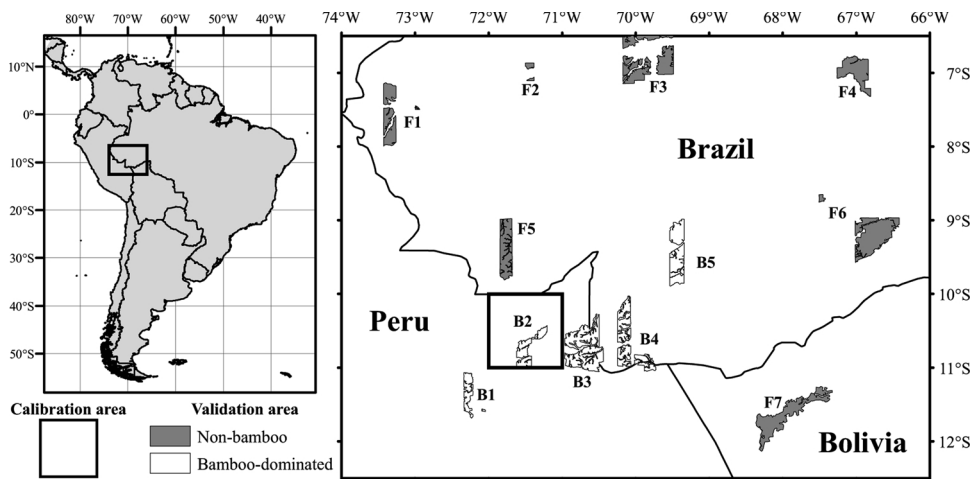 80°W 70°W 60°W 50°W 40°W
10°N
0°
10°S
20°S
30°S
40°S
50°S
74°W 73°W 72°W 71°W 70°W 69°W 68°W 67°W 66°W
7°S
8°S
9°S
10°S
11°S
12°S
F1
F2
F3
F4
Brazil
F5
F6
B5
Peru
B2
B4
B3
B1
F7
Bolivia
Calibration area
Validation area
Non-bamboo
Bamboo-dominated